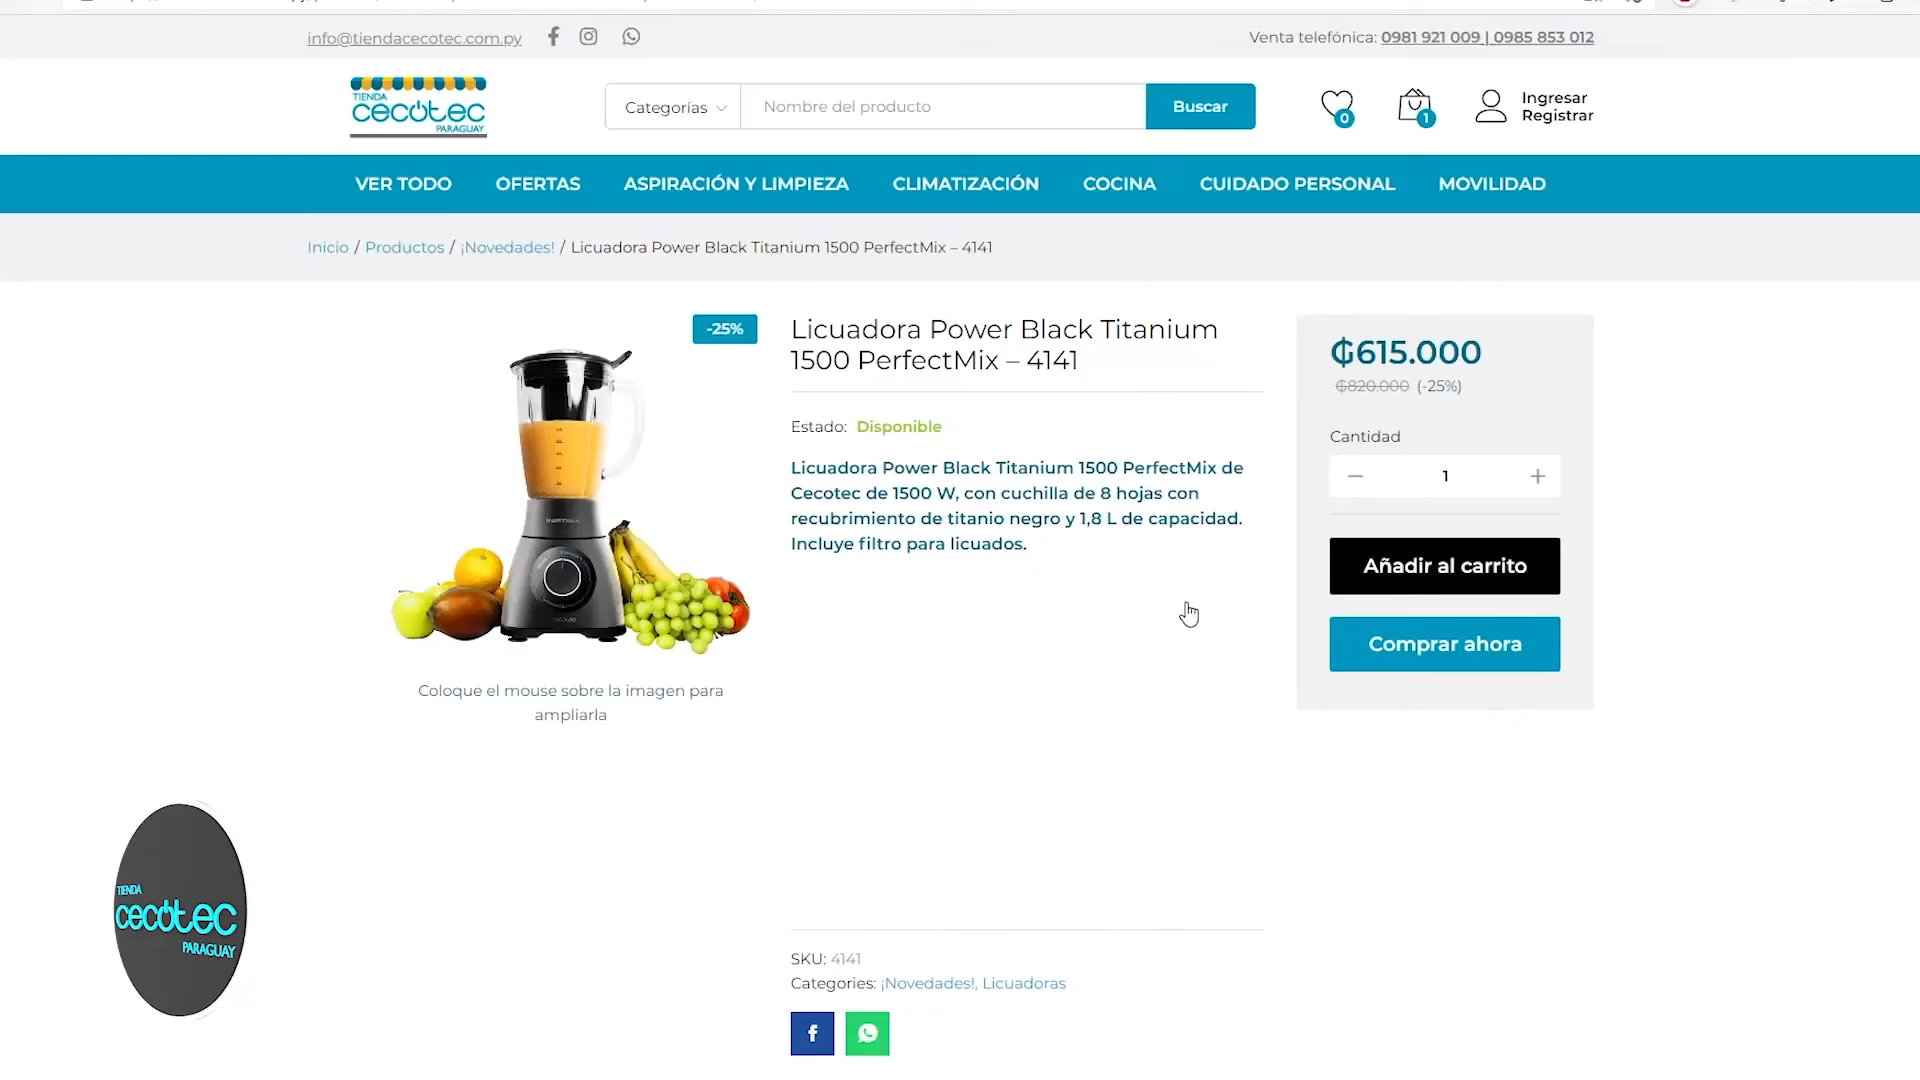 info@tiendacecotec.com.py
Venta telefónica: 0981 921 009 | 0985 853 012
TIENDA
cecotec
PARAGUAY
Categorías
Nombre del producto
Buscar
0
1
Ingresar
Registrar
VER TODO
OFERTAS
ASPIRACIÓN Y LIMPIEZA
CLIMATIZACIÓN
COCINA
CUIDADO PERSONAL
MOVILIDAD
Inicio / Productos / ¡Novedades! / Licuadora Power Black Titanium 1500 PerfectMix – 4141
-25%
Licuadora Power Black Titanium
1500 PerfectMix – 4141
Estado: Disponible
Licuadora Power Black Titanium 1500 PerfectMix de
Cecotec de 1500 W, con cuchilla de 8 hojas con
recubrimiento de titanio negro y 1,8 L de capacidad.
Incluye filtro para licuados.
₲615.000
₲820.000 (-25%)
Cantidad
— 1 +
Añadir al carrito
Comprar ahora
Coloque el mouse sobre la imagen para
ampliarla
TIENDA
cecotec
PARAGUAY
SKU: 4141
Categories: ¡Novedades!, Licuadoras